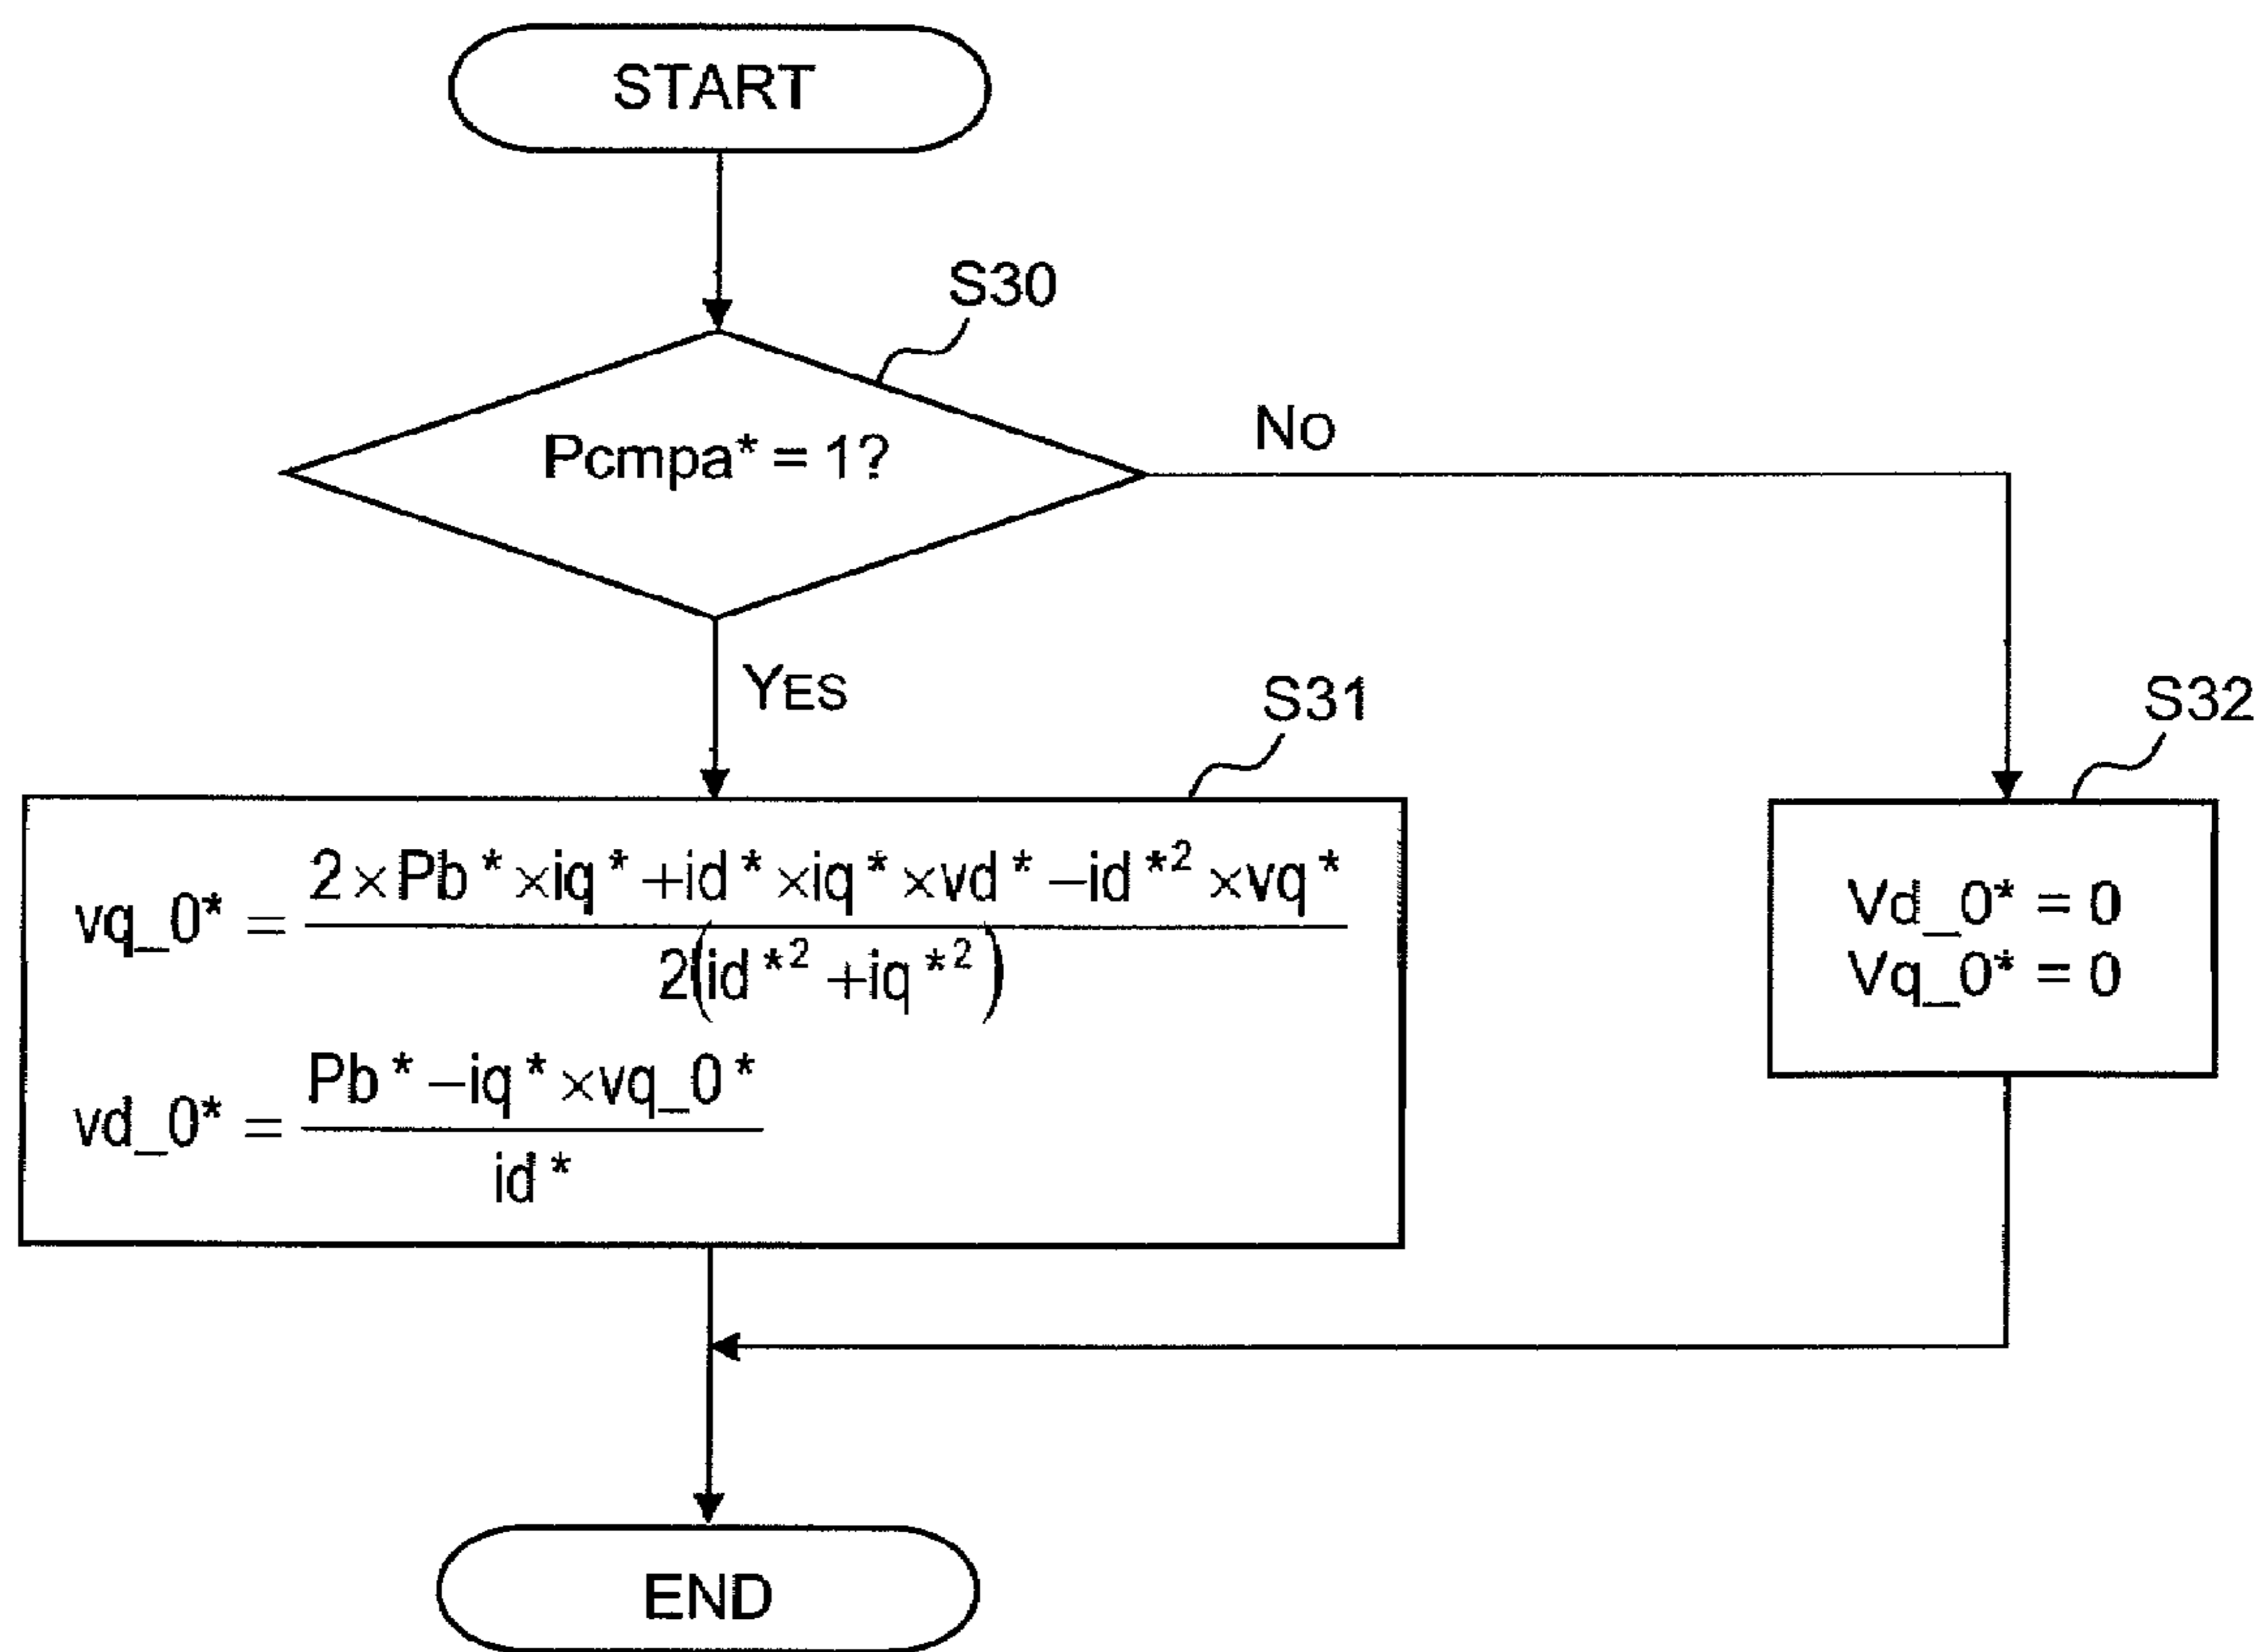 START
S30
Pcmpa* = 1?
No
YES
S31
S32
vq_0* = (2×Pb*×iq*+id*×iq*×vd*−id*²×vq*) / (2(id*²+iq*²))
vd_0* = (Pb*−iq*×vq_0*) / id*
Vd_0* = 0
Vq_0* = 0
END